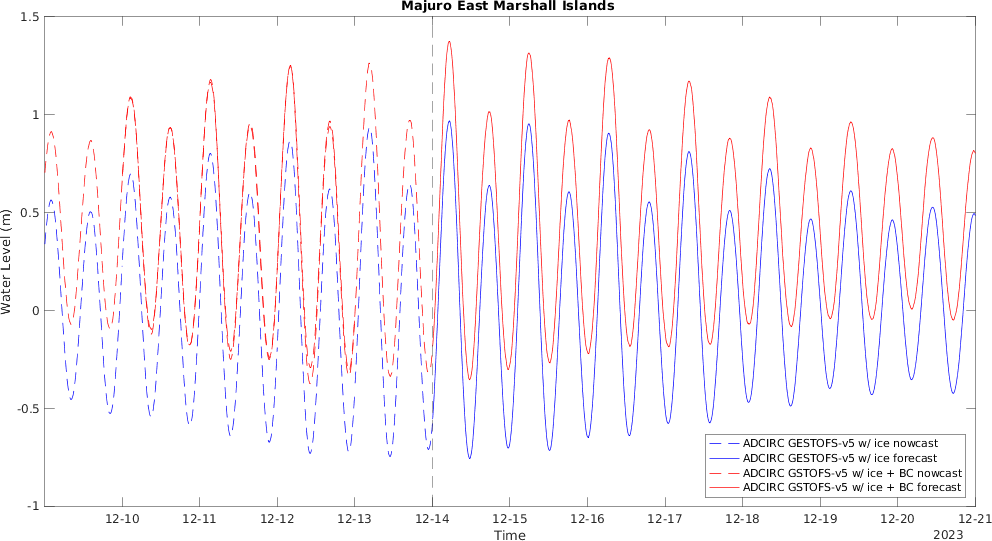 Majuro East Marshall Islands
1.5
1
0.5
0
-0.5
-1
Water Level (m)
ADCIRC GESTOFS-v5 w/ ice nowcast
ADCIRC GESTOFS-v5 w/ ice forecast
ADCIRC GSTOFS-v5 w/ ice + BC nowcast
ADCIRC GSTOFS-v5 w/ ice + BC forecast
12-10 12-11 12-12 12-13 12-14 12-15 12-16 12-17 12-18 12-19 12-20 12-21
Time
2023